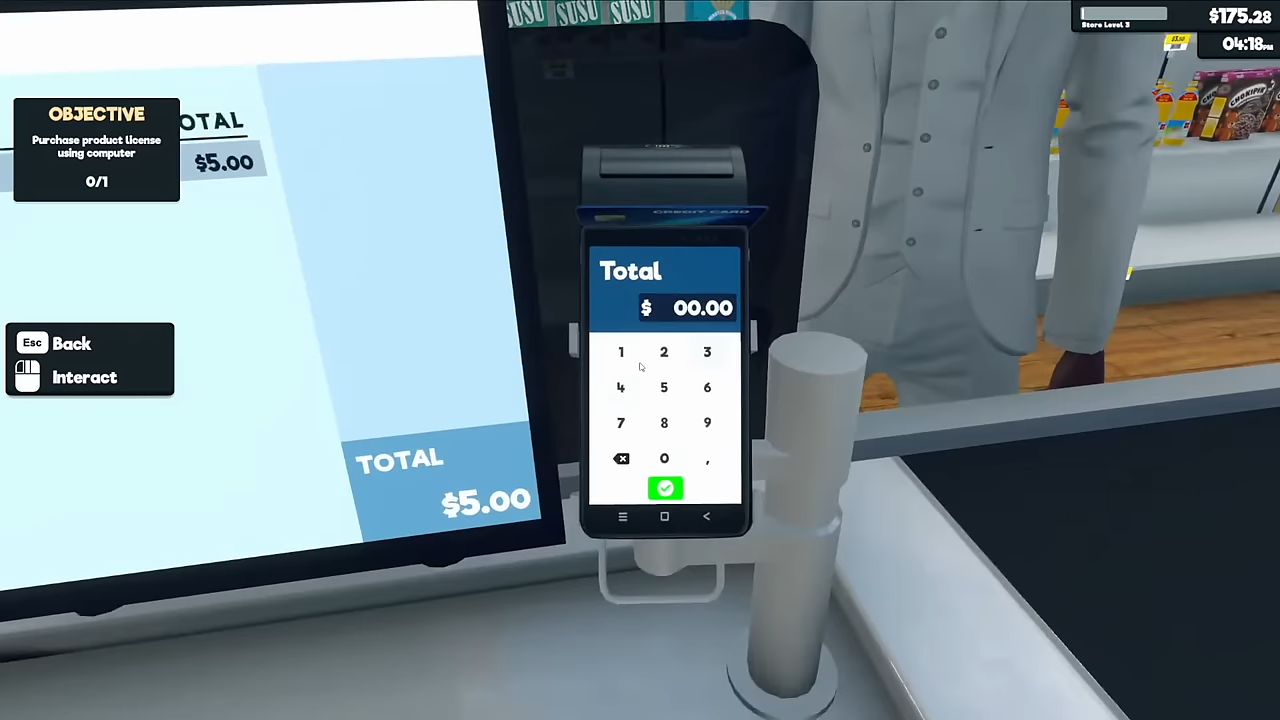 SUSU SUSU SUSU
Store Level 3
$175.28
04:18PM
OBJECTIVE
Purchase product license
using computer
0/1
OTAL
$5.00
CHOKIPIK
CREDIT CARD
Total
$ 00.00
Esc Back
Interact
1 2 3
4 5 6
7 8 9
0 ,
TOTAL
$5.00